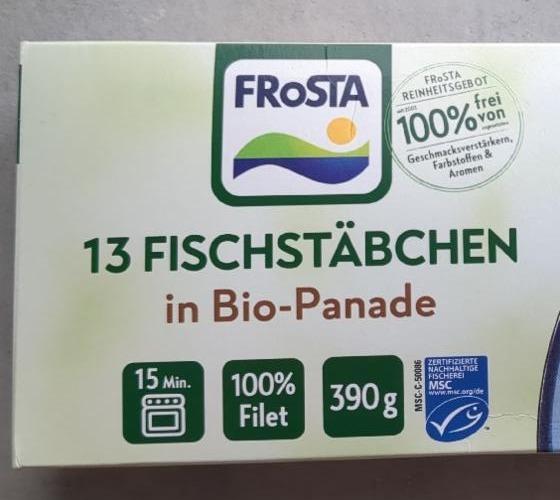 FRoSTA
FRoSTA
REINHEITSGEBOT
100% frei von
Geschmacksverstärkern,
Farbstoffen &
Aromen
13 FISCHSTÄBCHEN
in Bio-Panade
15 Min.
100%
Filet
390g
MSC-C-50086
ZERTIFIZIERTE
NACHHALTIGE
FISCHEREI
MSC
www.msc.org/de